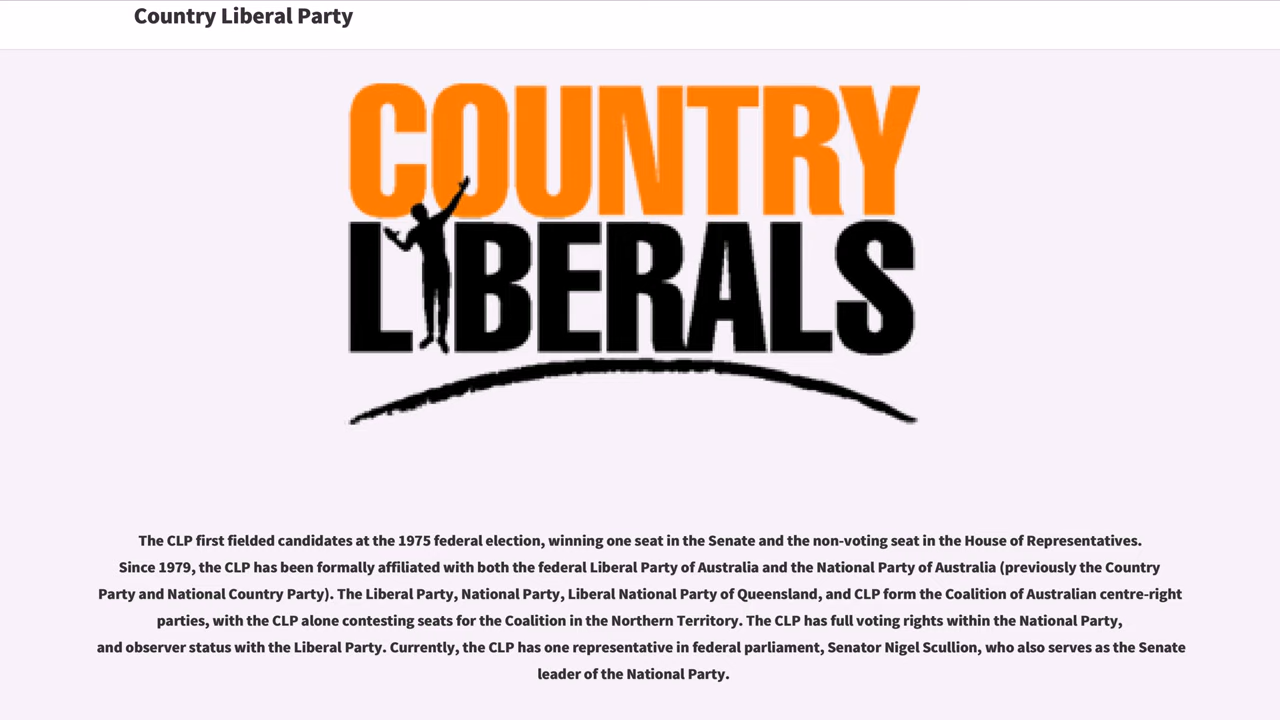 Country Liberal Party
COUNTRY
LIBERALS
The CLP first fielded candidates at the 1975 federal election, winning one seat in the Senate and the non-voting seat in the House of Representatives.
Since 1979, the CLP has been formally affiliated with both the federal Liberal Party of Australia and the National Party of Australia (previously the Country
Party and National Country Party). The Liberal Party, National Party, Liberal National Party of Queensland, and CLP form the Coalition of Australian centre-right
parties, with the CLP alone contesting seats for the Coalition in the Northern Territory. The CLP has full voting rights within the National Party,
and observer status with the Liberal Party. Currently, the CLP has one representative in federal parliament, Senator Nigel Scullion, who also serves as the Senate
leader of the National Party.